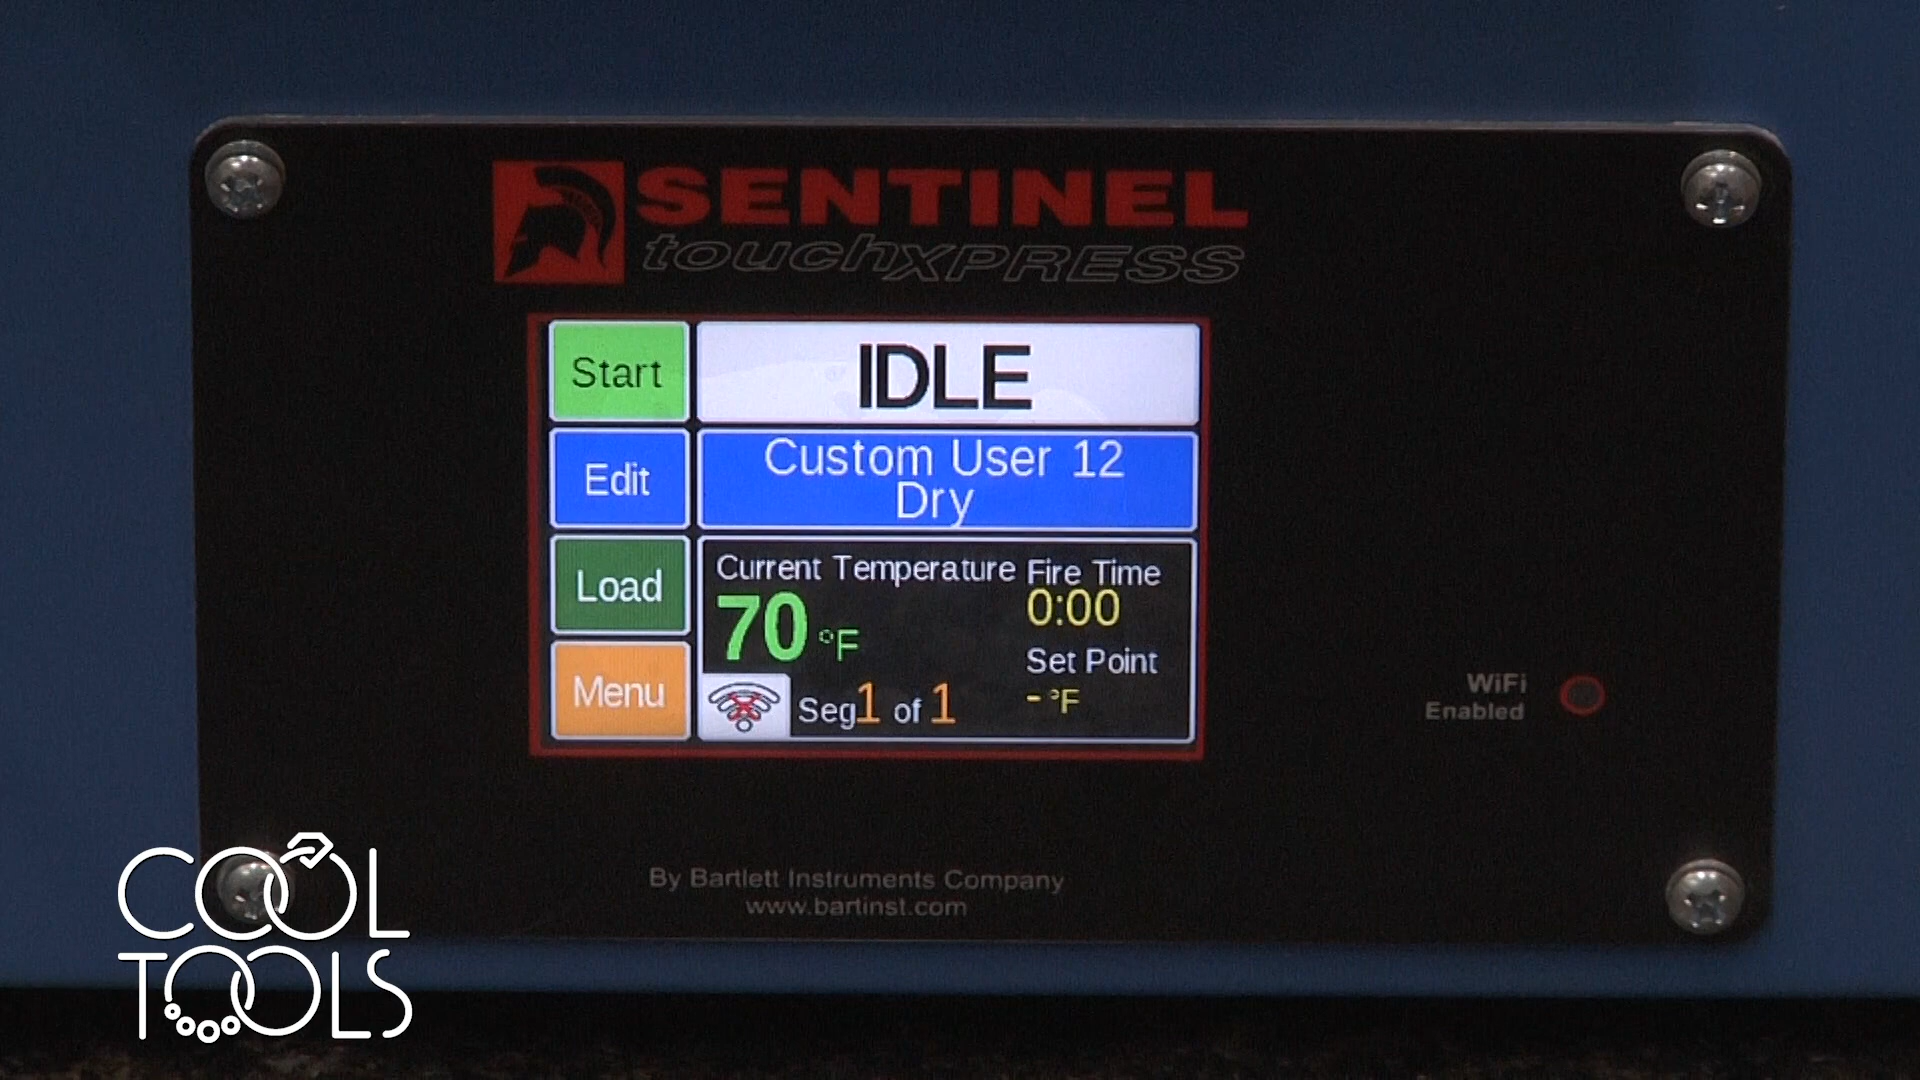 SENTINEL
touchXPRESS
Start
IDLE
Edit
Custom User 12
Dry
Load
Current Temperature
70 °F
Fire Time
0:00
Set Point
- °F
Menu
Seg 1 of 1
WiFi
Enabled
By Bartlett Instruments Company
www.bartinst.com
COOL
TOOLS